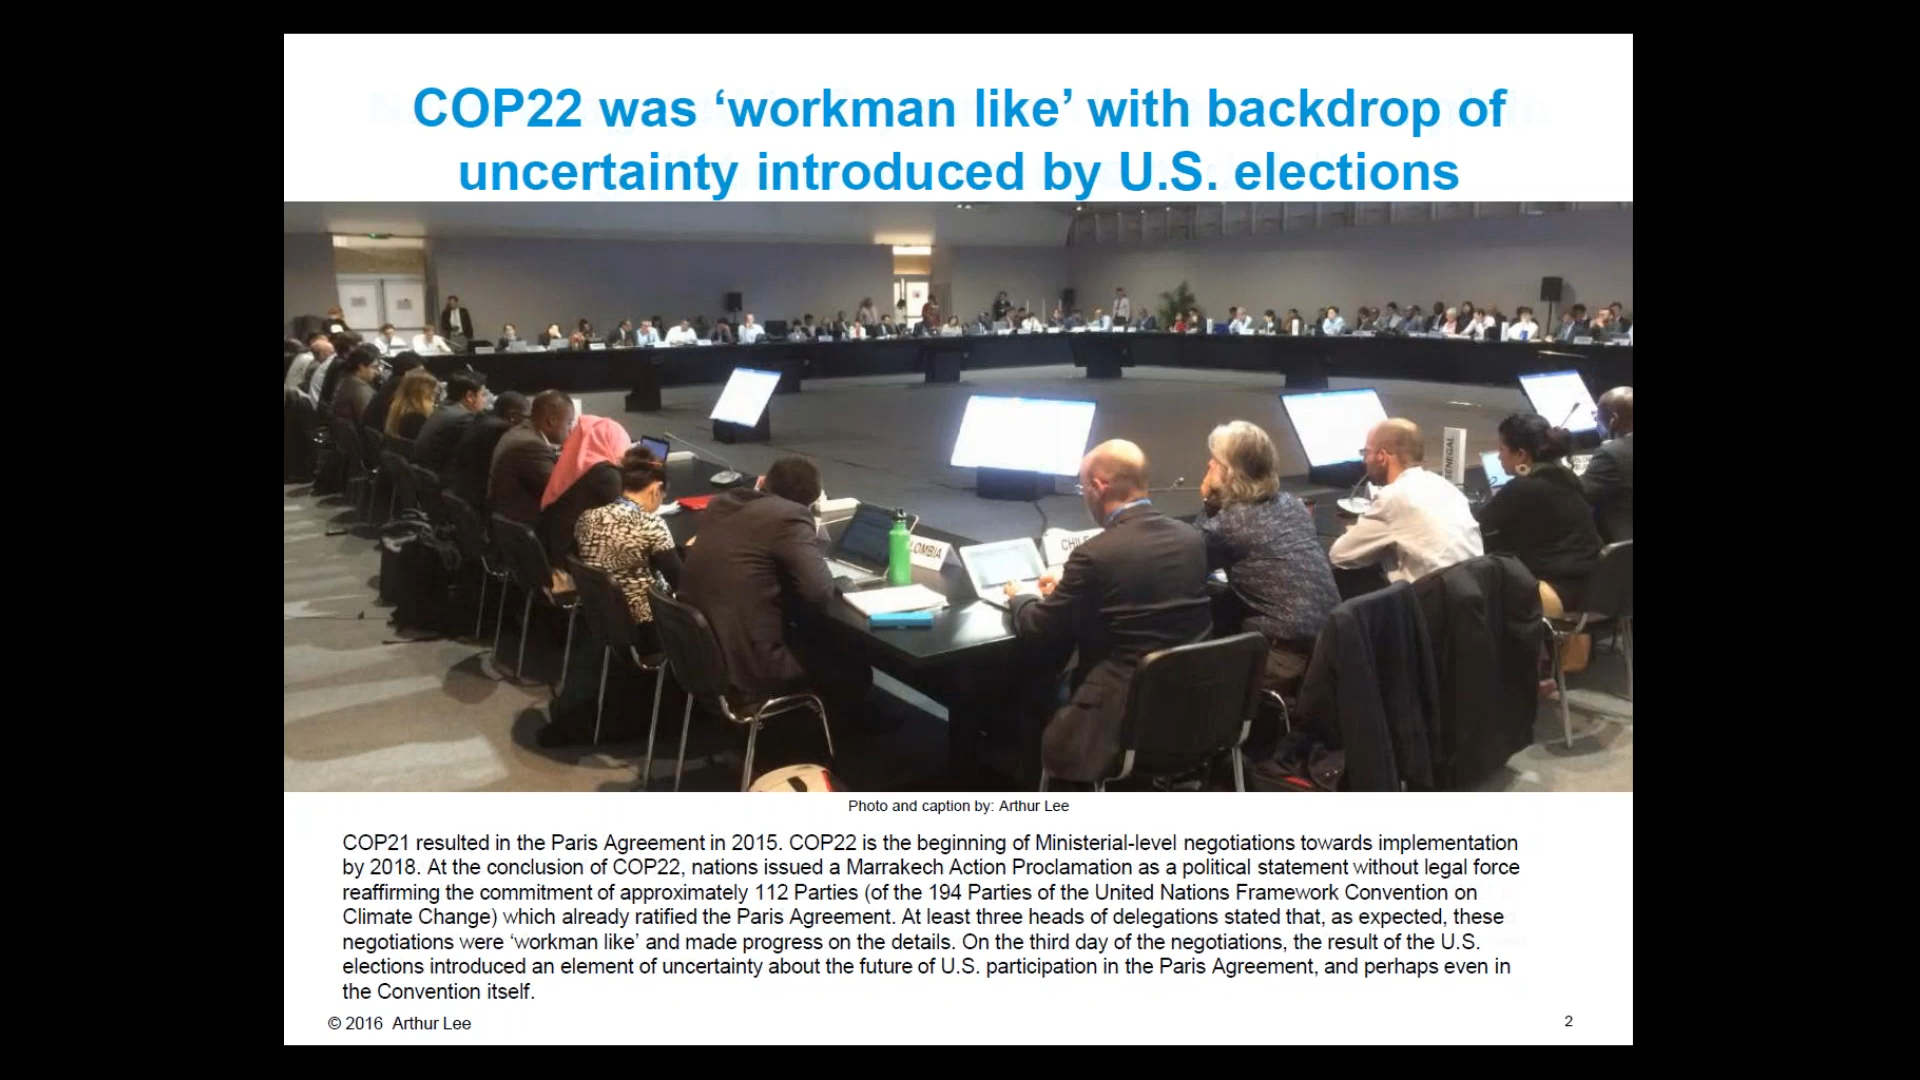 COP22 was ‘workman like’ with backdrop of
uncertainty introduced by U.S. elections
LOMBIA
CHILE
SENEGAL
Photo and caption by: Arthur Lee
COP21 resulted in the Paris Agreement in 2015. COP22 is the beginning of Ministerial-level negotiations towards implementation
by 2018. At the conclusion of COP22, nations issued a Marrakech Action Proclamation as a political statement without legal force
reaffirming the commitment of approximately 112 Parties (of the 194 Parties of the United Nations Framework Convention on
Climate Change) which already ratified the Paris Agreement. At least three heads of delegations stated that, as expected, these
negotiations were ‘workman like’ and made progress on the details. On the third day of the negotiations, the result of the U.S.
elections introduced an element of uncertainty about the future of U.S. participation in the Paris Agreement, and perhaps even in
the Convention itself.
© 2016 Arthur Lee
2